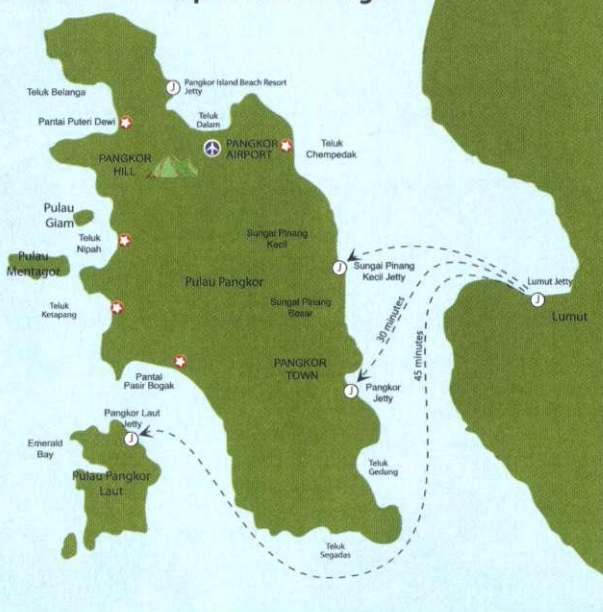 Pangkor Island Beach Resort
Jetty
Teluk Belanga
Teluk
Dalam
Pantai Puteri Dewi
PANGKOR
AIRPORT
Teluk
Chempedak
PANGKOR
HILL
Pulau
Giam
Teluk
Nipah
Sungai Pinang
Kecil
Pulau
Mentagor
Sungai Pinang
Kecil Jetty
Lumut Jetty
Pulau Pangkor
Teluk
Ketapang
Sungai Pinang
Besar
30 minutes
Lumut
45 minutes
PANGKOR
TOWN
Pantai
Pasir Bogak
Pangkor
Jetty
Pangkor Laut
Jetty
Emerald
Bay
Pulau Pangkor
Laut
Teluk
Gedung
Teluk
Segadas
J
J
J
J
J